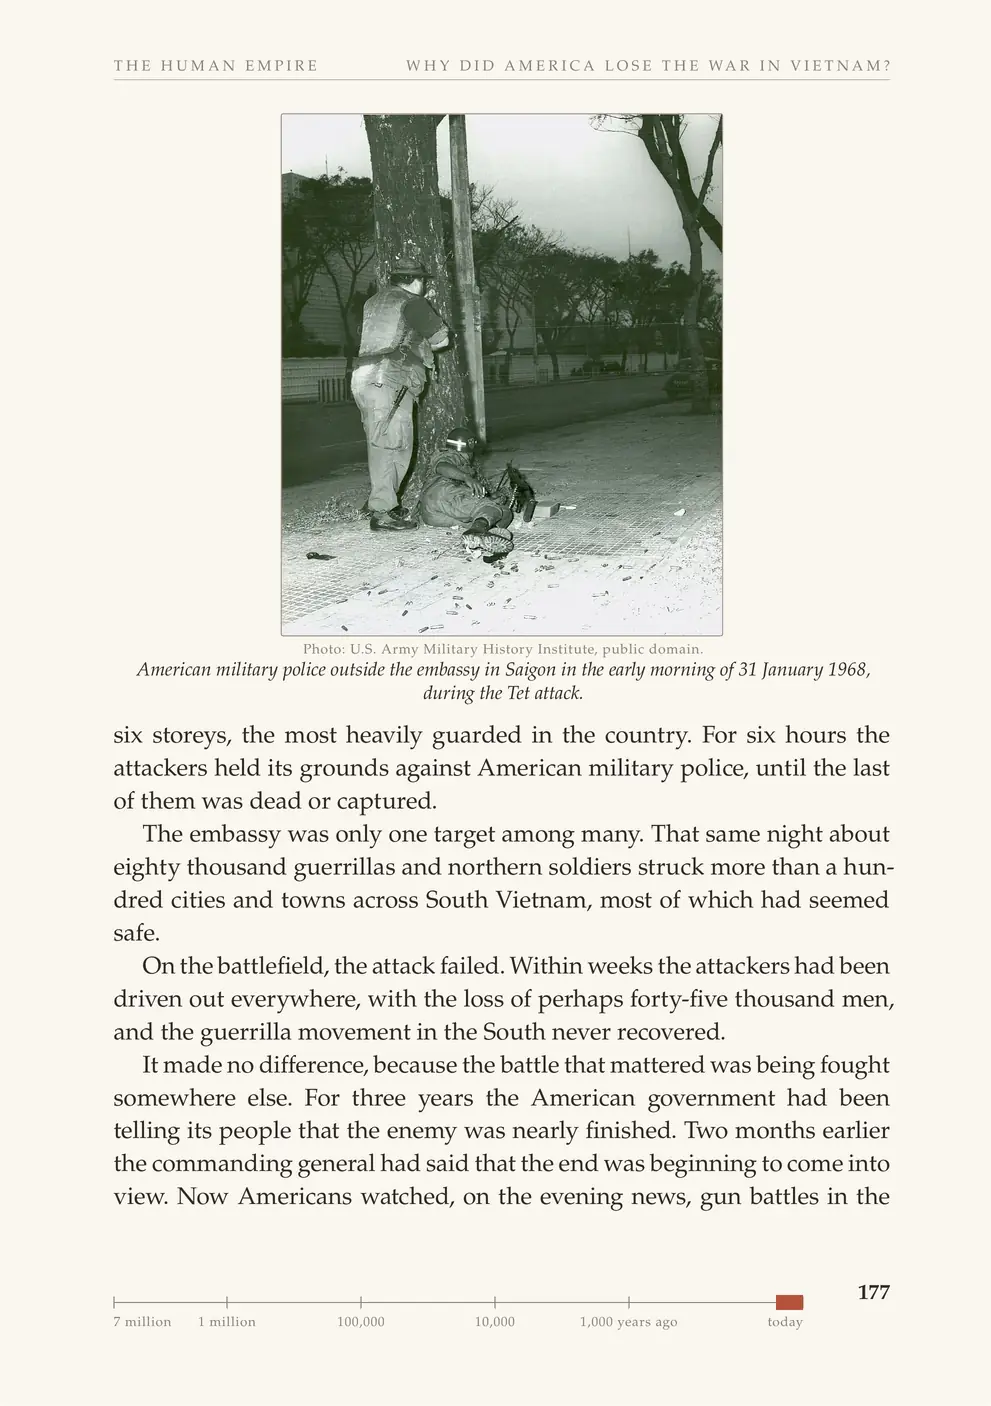 THE HUMAN EMPIRE
WHY DID AMERICA LOSE THE WAR IN VIETNAM?
Photo: U.S. Army Military History Institute, public domain.
American military police outside the embassy in Saigon in the early morning of 31 January 1968,
during the Tet attack.
six storeys, the most heavily guarded in the country. For six hours the
attackers held its grounds against American military police, until the last
of them was dead or captured.
The embassy was only one target among many. That same night about
eighty thousand guerrillas and northern soldiers struck more than a hun-
dred cities and towns across South Vietnam, most of which had seemed
safe.
On the battlefield, the attack failed. Within weeks the attackers had been
driven out everywhere, with the loss of perhaps forty-five thousand men,
and the guerrilla movement in the South never recovered.
It made no difference, because the battle that mattered was being fought
somewhere else. For three years the American government had been
telling its people that the enemy was nearly finished. Two months earlier
the commanding general had said that the end was beginning to come into
view. Now Americans watched, on the evening news, gun battles in the
177
7 million
1 million
100,000
10,000
1,000 years ago
today